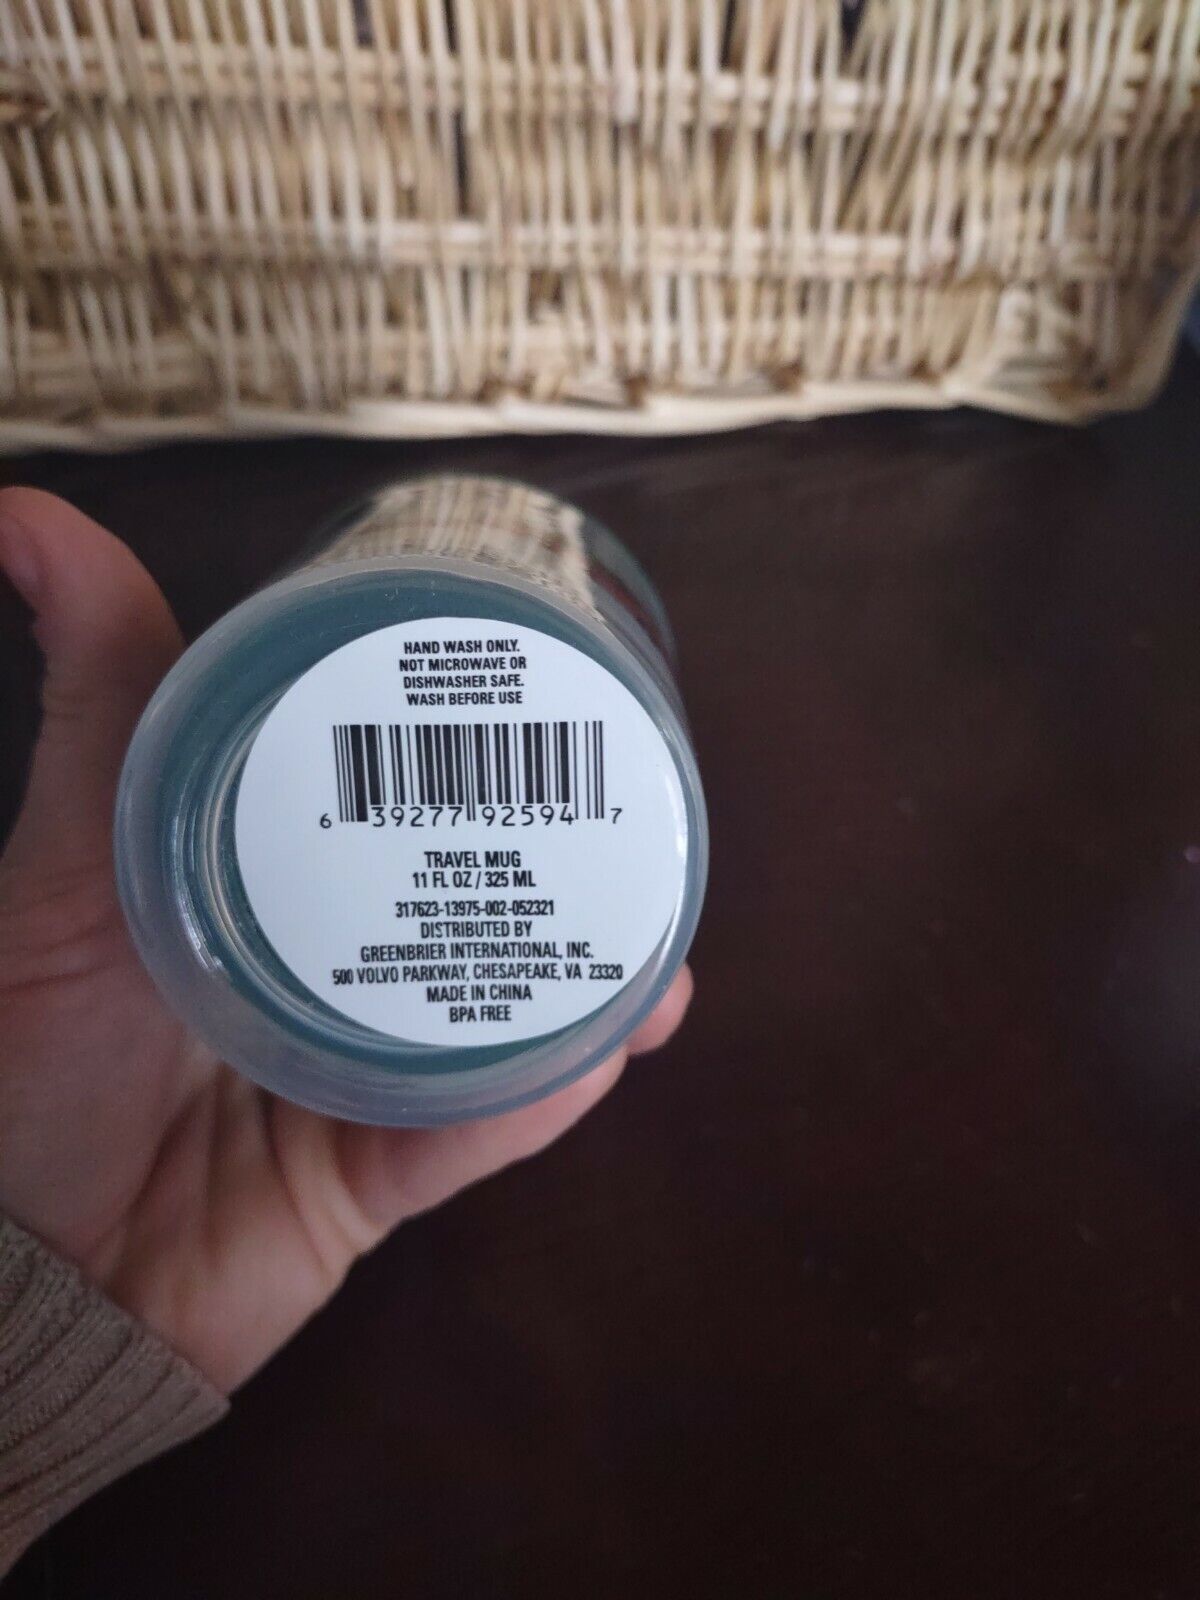 HAND WASH ONLY.
NOT MICROWAVE OR
DISHWASHER SAFE.
WASH BEFORE USE
6 39277 92594 7
TRAVEL MUG
11 FL OZ / 325 ML
317623-13975-002-052321
DISTRIBUTED BY
GREENBRIER INTERNATIONAL, INC.
500 VOLVO PARKWAY, CHESAPEAKE, VA 23320
MADE IN CHINA
BPA FREE